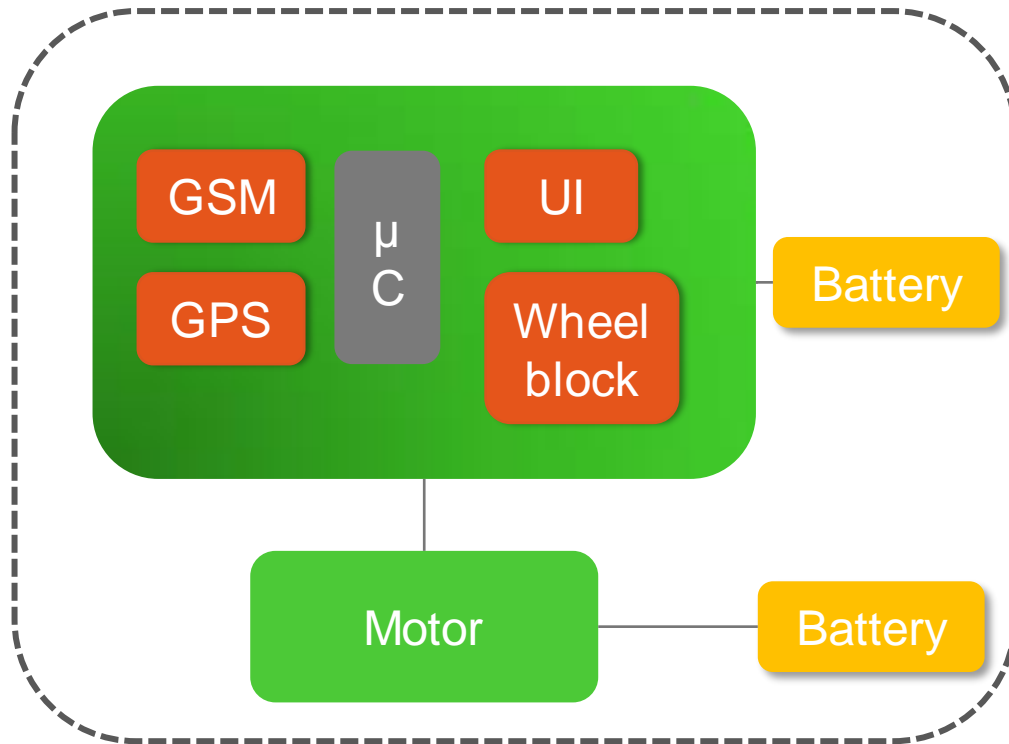 GSM
GPS
µ
C
UI
Wheel
block
Battery
Motor
Battery